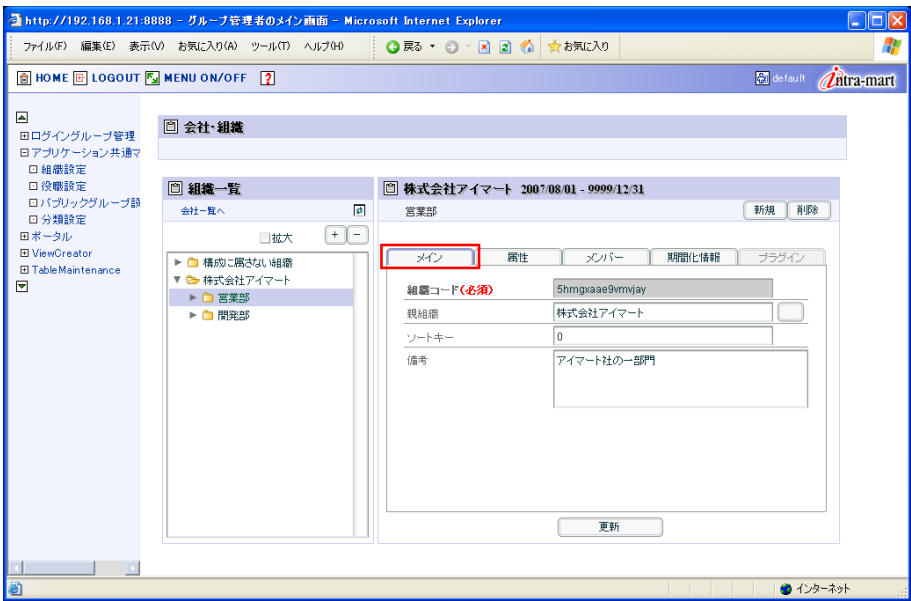 http://192.168.1.21:8888 - グループ管理者のメイン画面 - Microsoft Internet Explorer
ファイル(F) 編集(E) 表示(V) お気に入り(A) ツール(T) ヘルプ(H) 戻る お気に入り
HOME LOGOUT MENU ON/OFF ? default intra-mart
ログイングループ管理
アプリケーション共通マ
組織設定
役職設定
パブリックグループ設
分類設定
ポータル
ViewCreator
TableMaintenance
会社・組織
組織一覧
会社一覧へ
拡大 + -
構成に属さない組織
株式会社アイマート
営業部
開発部
株式会社アイマート 2007/08/01 - 9999/12/31
営業部 新規 削除
メイン 属性 メンバー 期間化情報 プラグイン
組織コード(必須) 5hmgxaae9vmvjay
親組織 株式会社アイマート
ソートキー 0
備考 アイマート社の一部門
更新
インターネット